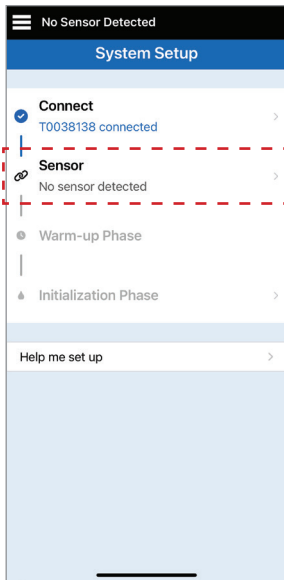 No Sensor Detected
System Setup
Connect
T0038138 connected
Sensor
No sensor detected
Warm-up Phase
Initialization Phase
Help me set up